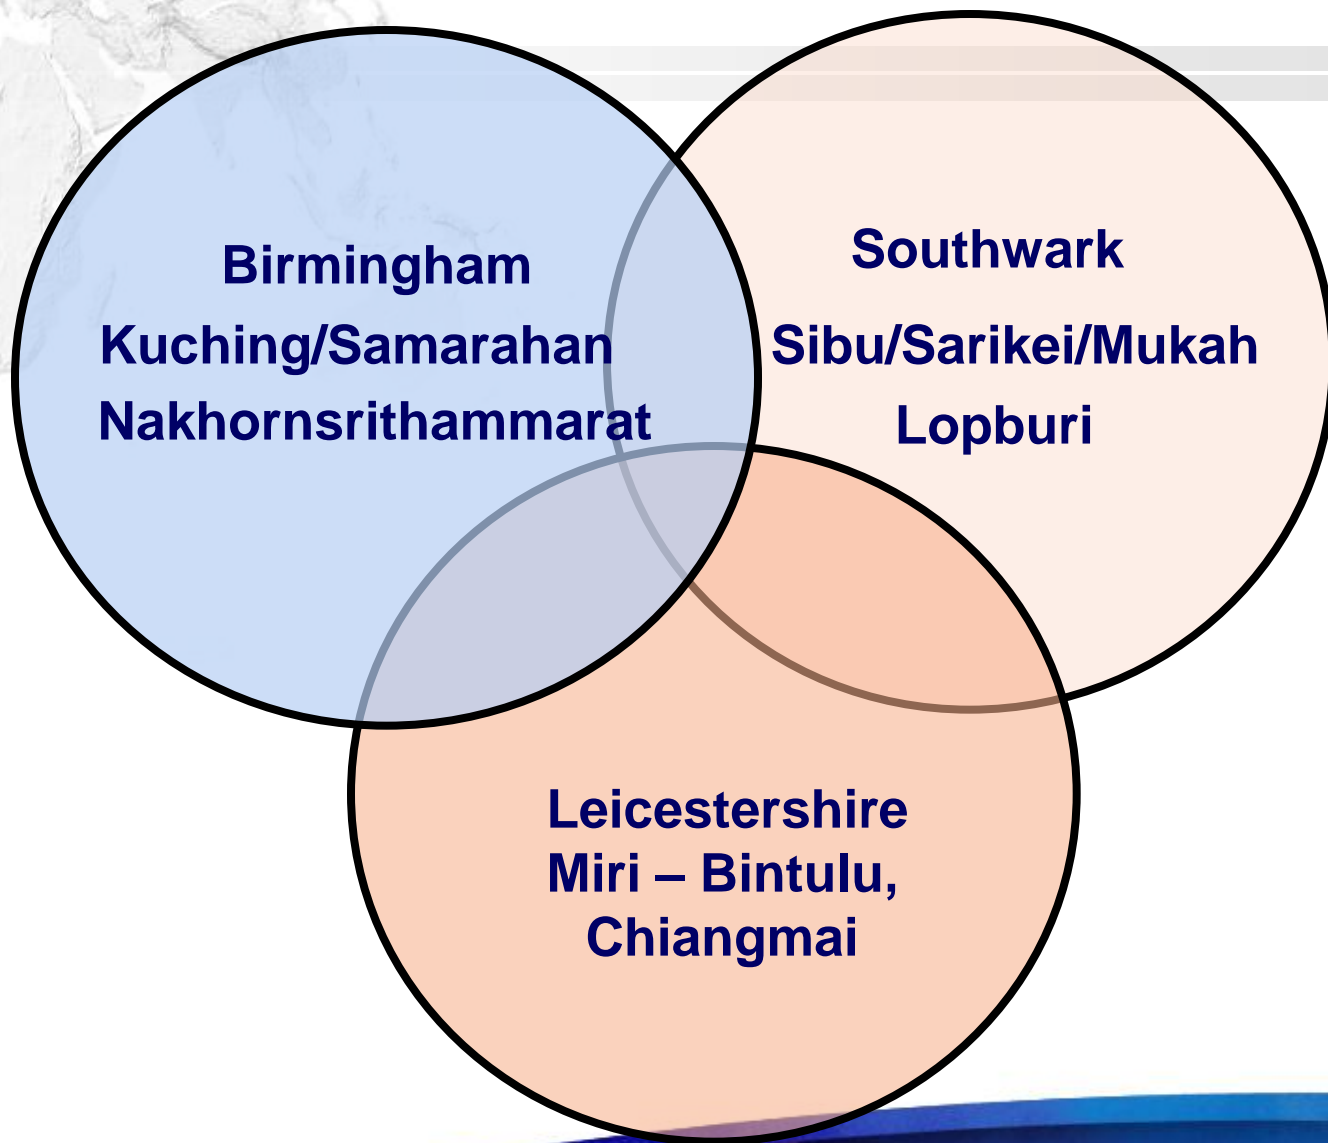 Birmingham
Kuching/Samarahan
Nakhornsrithammarat
Southwark
Sibu/Sarikei/Mukah
Lopburi
Leicestershire
Miri – Bintulu,
Chiangmai